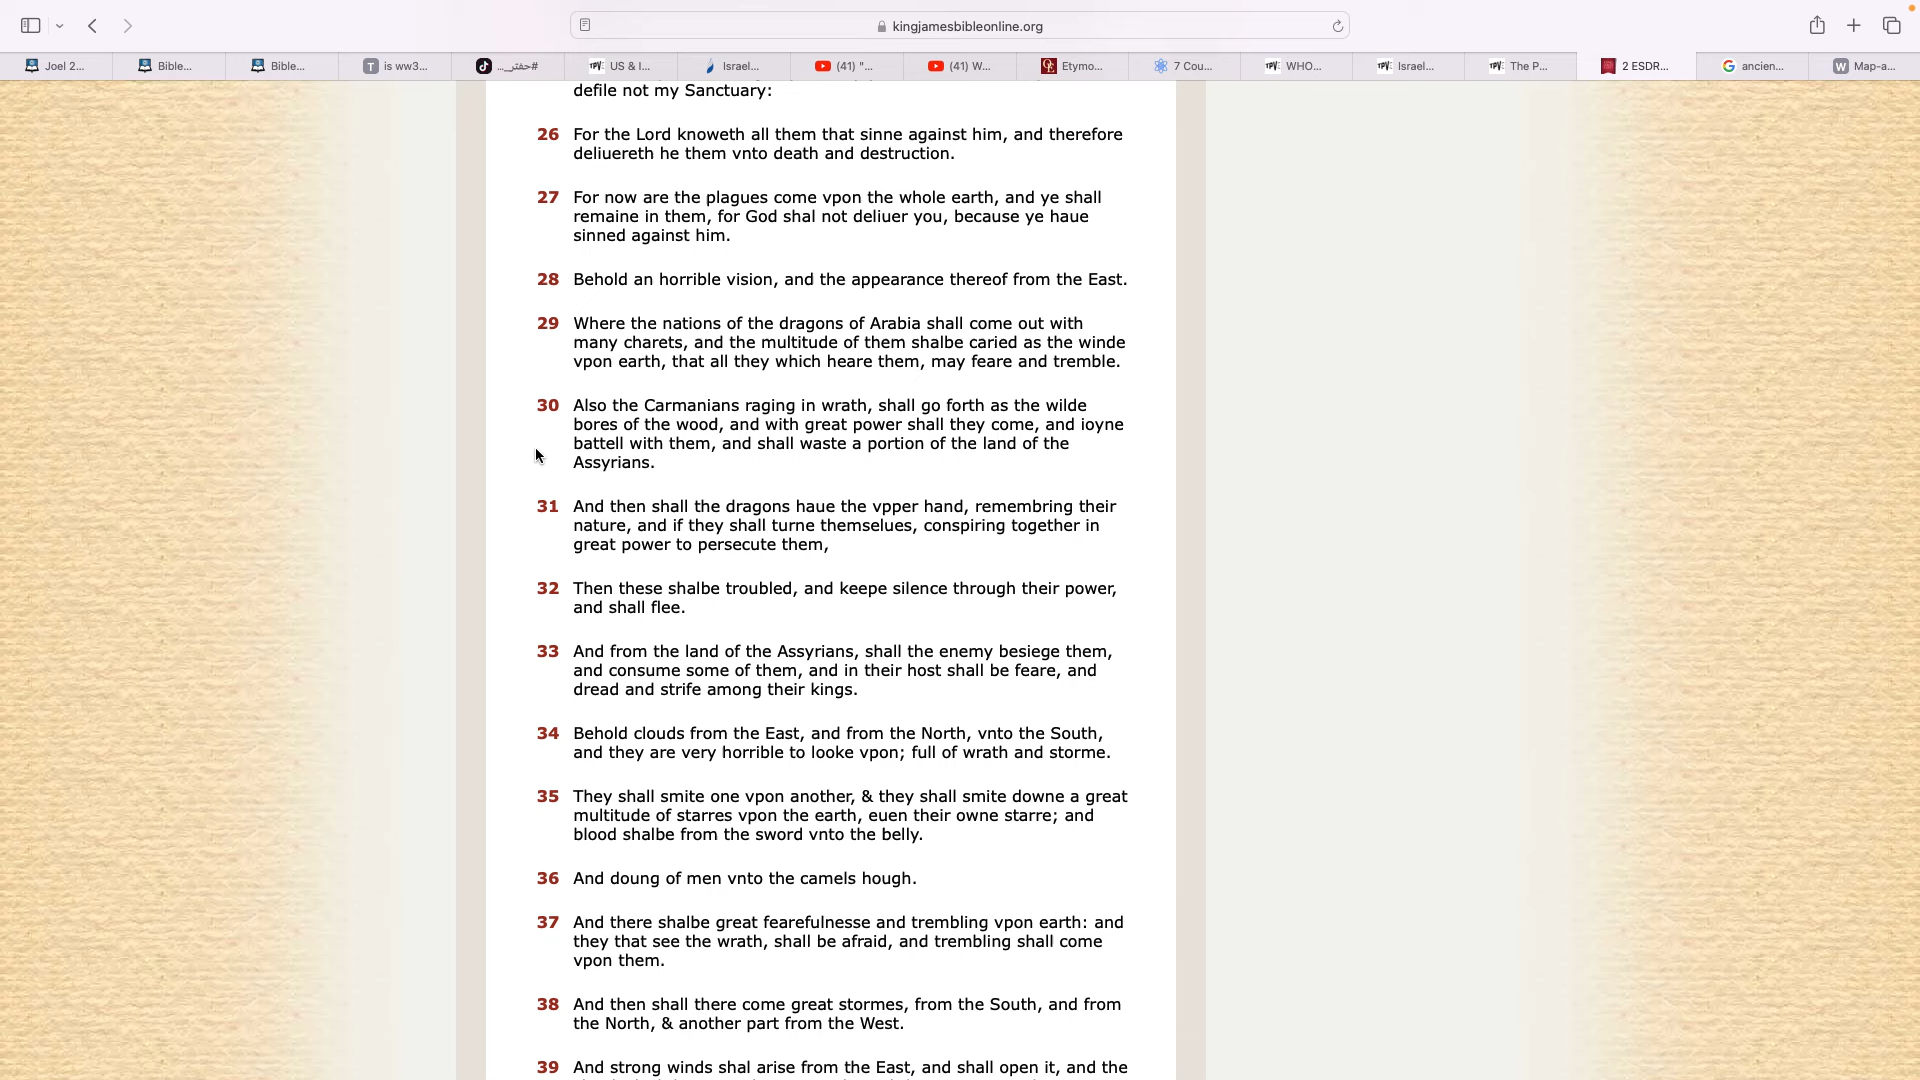 kingjamesbibleonline.org
Joel 2...
Bible...
Bible...
is ww3...
#حفتر_...
US & I...
Israel...
(41) "...
(41) W...
Etymo...
7 Cou...
WHO...
Israel...
The P...
2 ESDR...
ancien...
Map-a...
defile not my Sanctuary:
26 For the Lord knoweth all them that sinne against him, and therefore
deliuereth he them vnto death and destruction.
27 For now are the plagues come vpon the whole earth, and ye shall
remaine in them, for God shal not deliuer you, because ye haue
sinned against him.
28 Behold an horrible vision, and the appearance thereof from the East.
29 Where the nations of the dragons of Arabia shall come out with
many charets, and the multitude of them shalbe caried as the winde
vpon earth, that all they which heare them, may feare and tremble.
30 Also the Carmanians raging in wrath, shall go forth as the wilde
bores of the wood, and with great power shall they come, and ioyne
battell with them, and shall waste a portion of the land of the
Assyrians.
31 And then shall the dragons haue the vpper hand, remembring their
nature, and if they shall turne themselues, conspiring together in
great power to persecute them,
32 Then these shalbe troubled, and keepe silence through their power,
and shall flee.
33 And from the land of the Assyrians, shall the enemy besiege them,
and consume some of them, and in their host shall be feare, and
dread and strife among their kings.
34 Behold clouds from the East, and from the North, vnto the South,
and they are very horrible to looke vpon; full of wrath and storme.
35 They shall smite one vpon another, & they shall smite downe a great
multitude of starres vpon the earth, euen their owne starre; and
blood shalbe from the sword vnto the belly.
36 And doung of men vnto the camels hough.
37 And there shalbe great fearefulnesse and trembling vpon earth: and
they that see the wrath, shall be afraid, and trembling shall come
vpon them.
38 And then shall there come great stormes, from the South, and from
the North, & another part from the West.
39 And strong winds shal arise from the East, and shall open it, and the